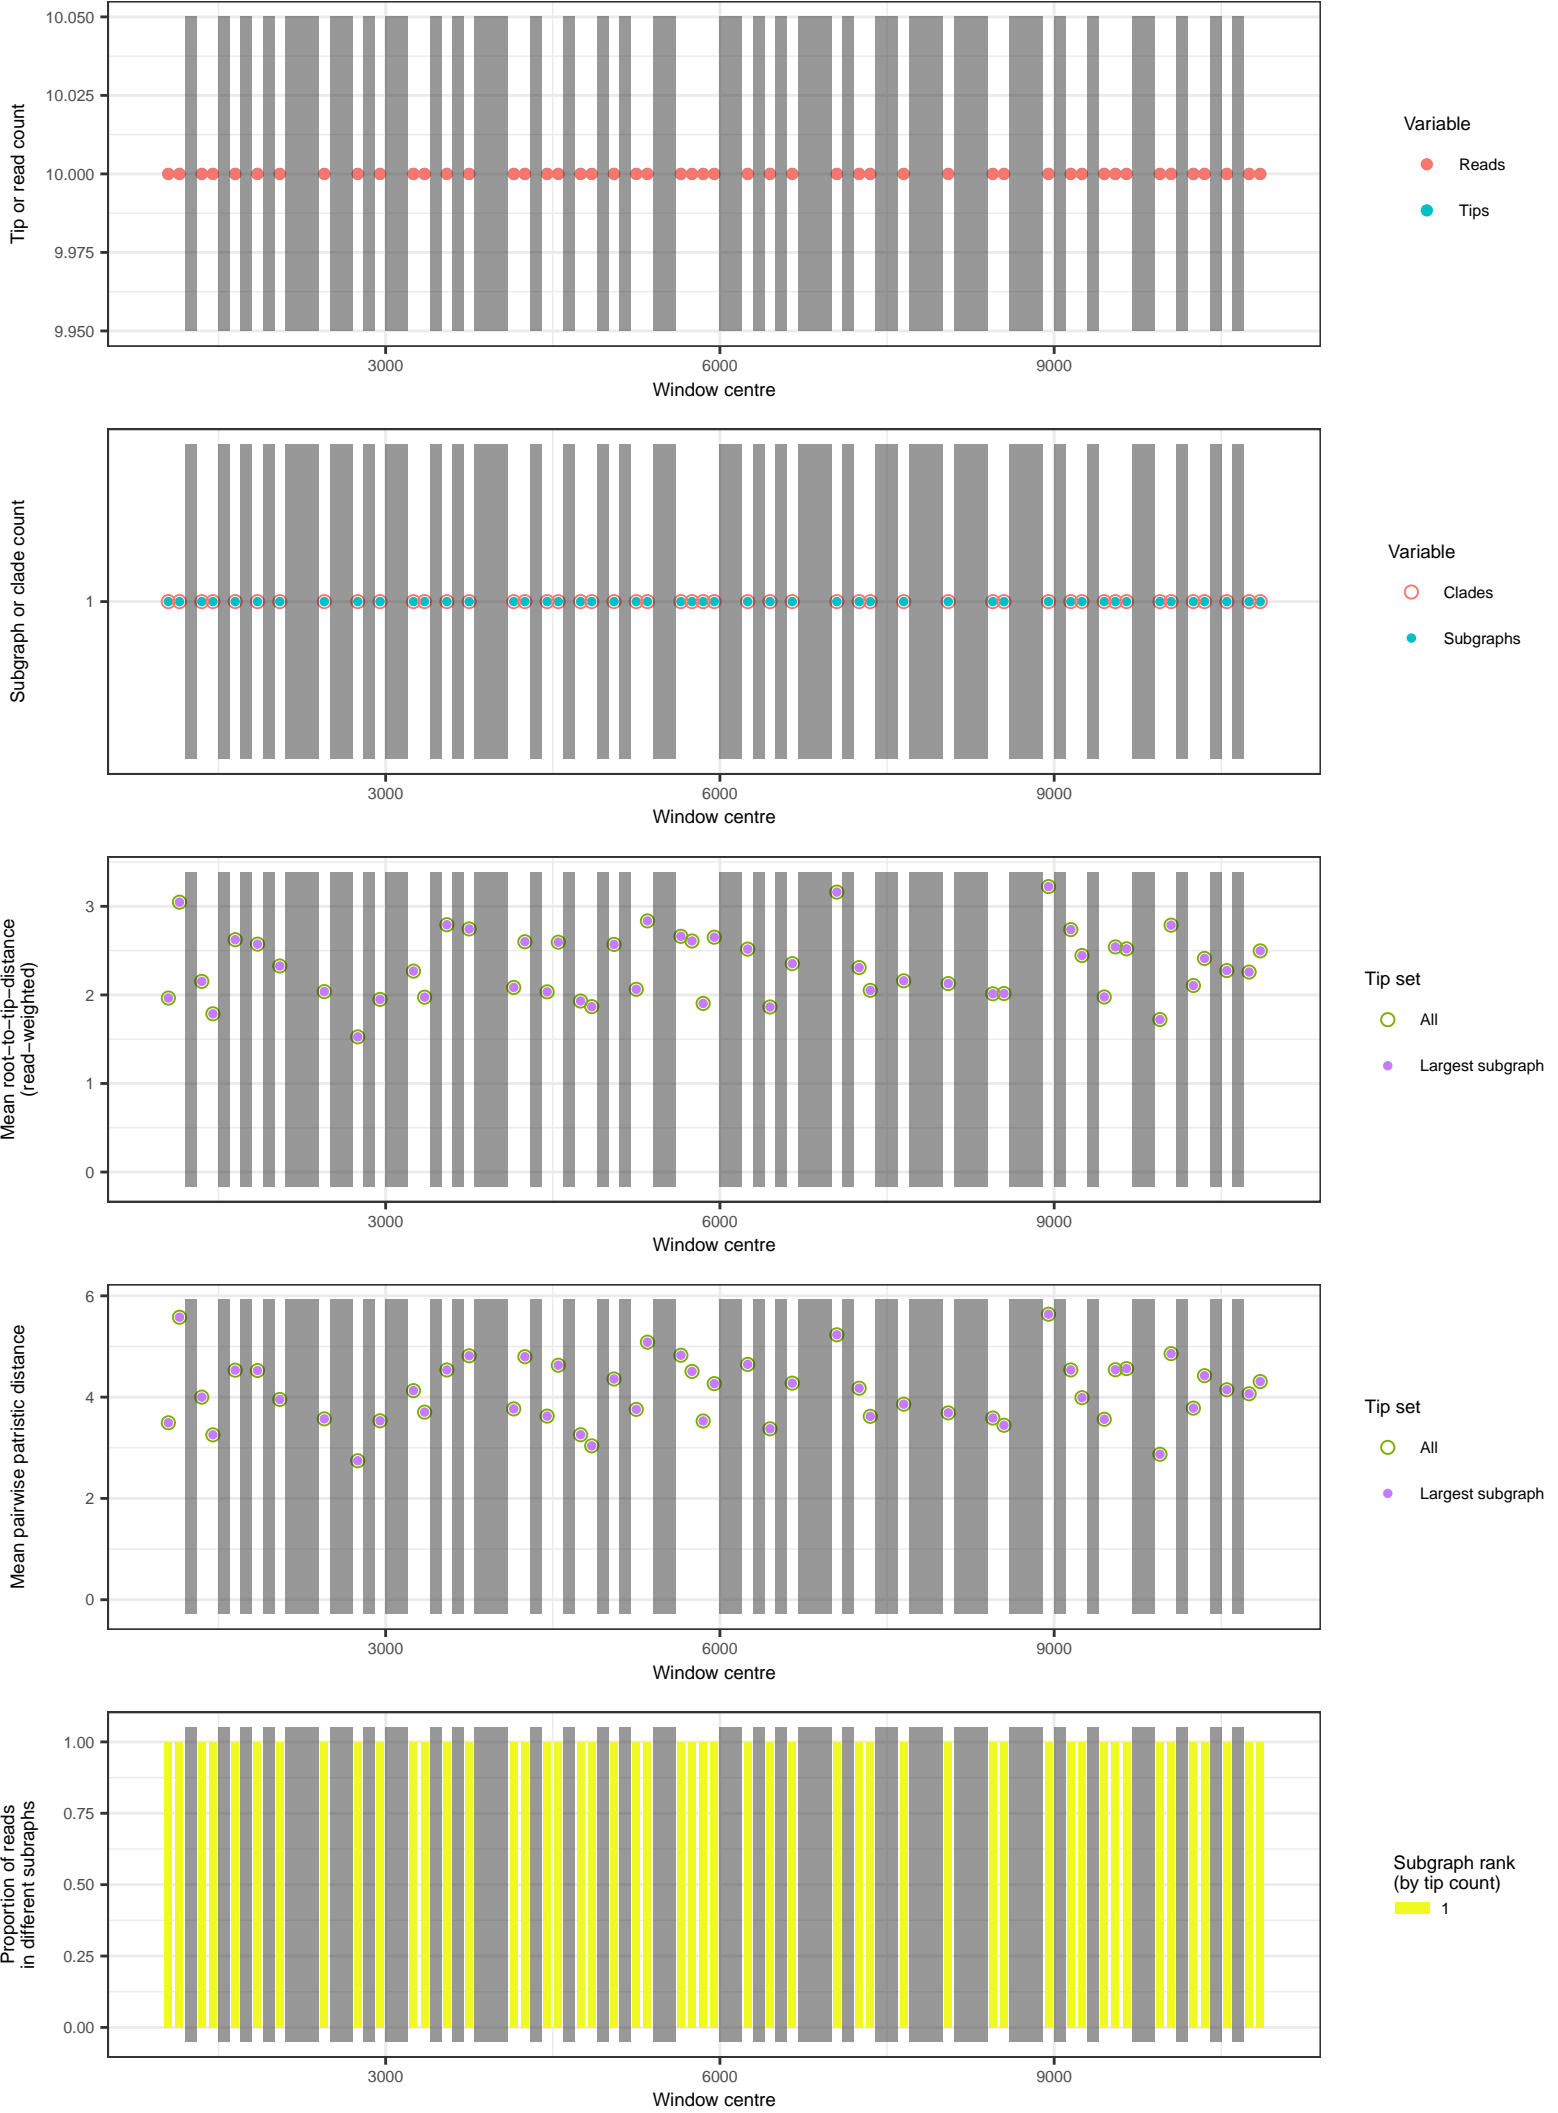 10.050
10.025
10.000
9.975
9.950
Tip or read count
3000
6000
9000
Window centre
Variable
Reads
Tips
1
Subgraph or clade count
3000
6000
9000
Window centre
Variable
Clades
Subgraphs
3
2
1
0
Mean root−to−tip−distance
(read−weighted)
3000
6000
9000
Window centre
Tip set
All
Largest subgraph
6
4
2
0
Mean pairwise patristic distance
3000
6000
9000
Window centre
Tip set
All
Largest subgraph
1.00
0.75
0.50
0.25
0.00
Proportion of reads
in different subraphs
3000
6000
9000
Window centre
Subgraph rank
(by tip count)
1